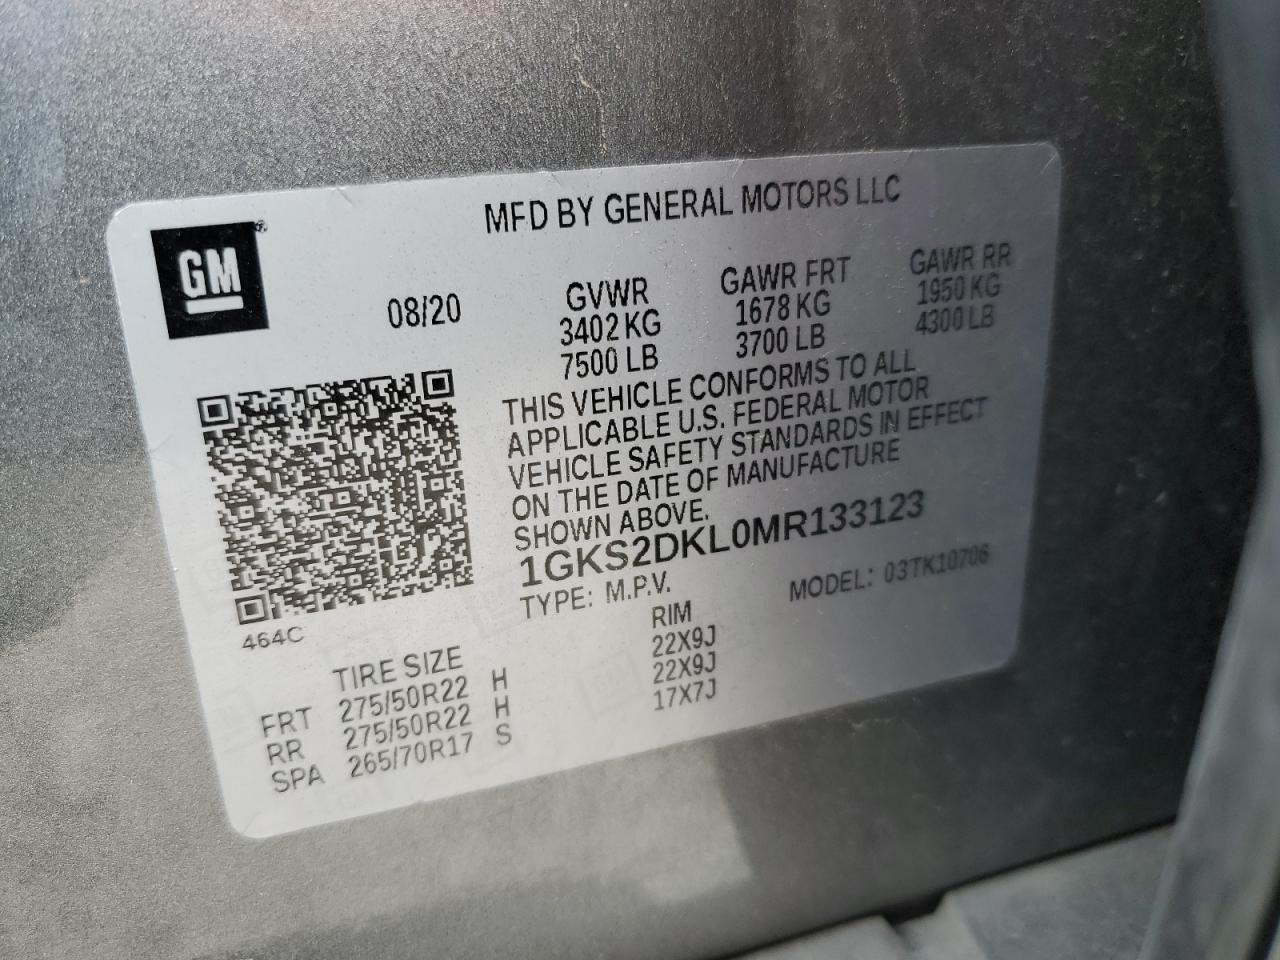 MFD BY GENERAL MOTORS LLC
GM ®
08/20
GVWR GAWR FRT GAWR RR
3402 KG 1678 KG 1950 KG
7500 LB 3700 LB 4300 LB
THIS VEHICLE CONFORMS TO ALL
APPLICABLE U.S. FEDERAL MOTOR
VEHICLE SAFETY STANDARDS IN EFFECT
ON THE DATE OF MANUFACTURE
SHOWN ABOVE.
1GKS2DKL0MR133123
TYPE: M.P.V. MODEL: 03TK10706
464C
TIRE SIZE RIM
FRT 275/50R22 H 22X9J
RR 275/50R22 H 22X9J
SPA 265/70R17 S 17X7J